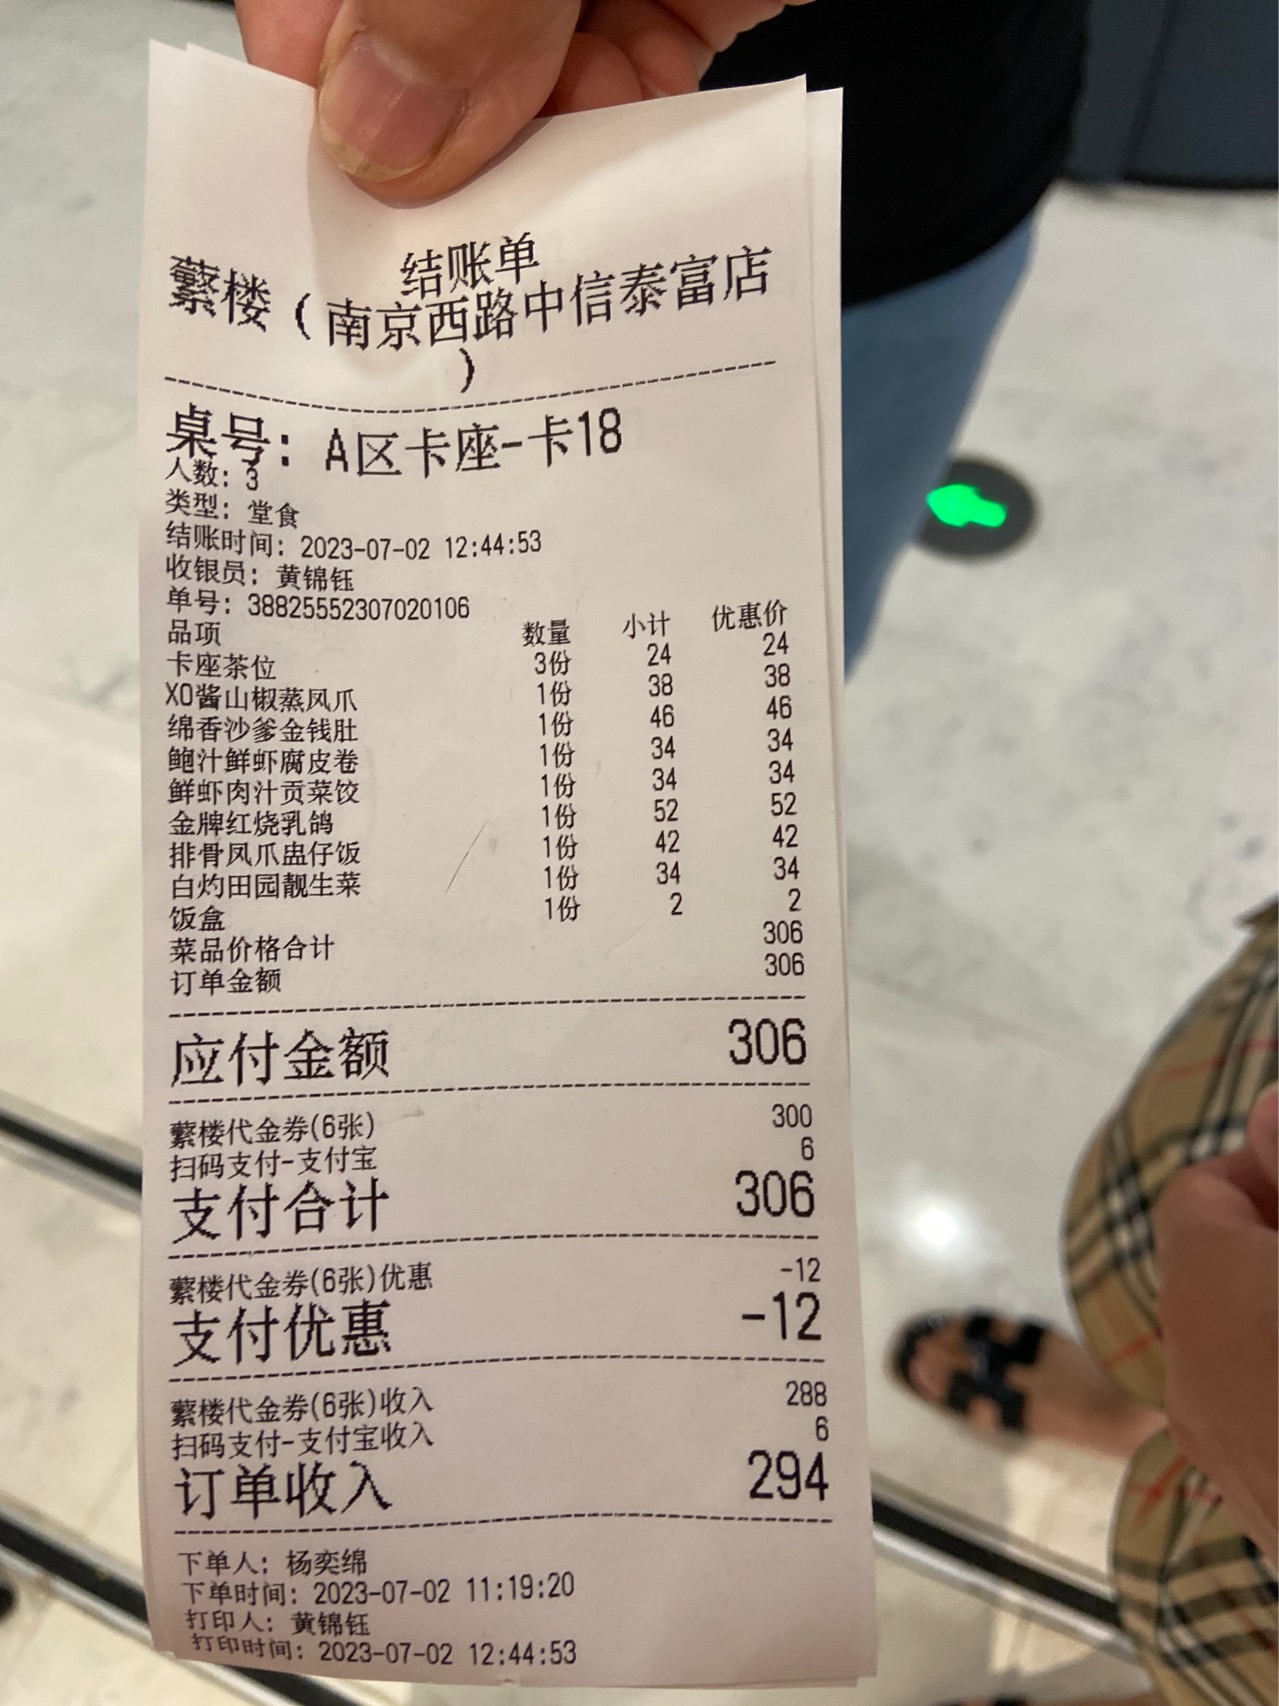 结账单
蘩楼(南京西路中信泰富店
)
桌号: A区卡座-卡18
人数: 3
类型: 堂食
结账时间: 2023-07-02 12:44:53
收银员: 黄锦钰
单号: 38825552307020106
品项 数量 小计 优惠价
卡座茶位 3份 24 24
XO酱山椒蒸凤爪 1份 38 38
绵香沙爹金钱肚 1份 46 46
鲍汁鲜虾腐皮卷 1份 34 34
鲜虾肉汁贡菜饺 1份 34 34
金牌红烧乳鸽 1份 52 52
排骨凤爪盅仔饭 1份 42 42
白灼田园靓生菜 1份 34 34
饭盒 1份 2 2
菜品价格合计 306
订单金额 306
应付金额 306
蘩楼代金券(6张) 300
扫码支付-支付宝 6
支付合计 306
蘩楼代金券(6张)优惠 -12
支付优惠 -12
蘩楼代金券(6张)收入 288
扫码支付-支付宝收入 6
订单收入 294
下单人: 杨奕绵
下单时间: 2023-07-02 11:19:20
打印人: 黄锦钰
打印时间: 2023-07-02 12:44:53